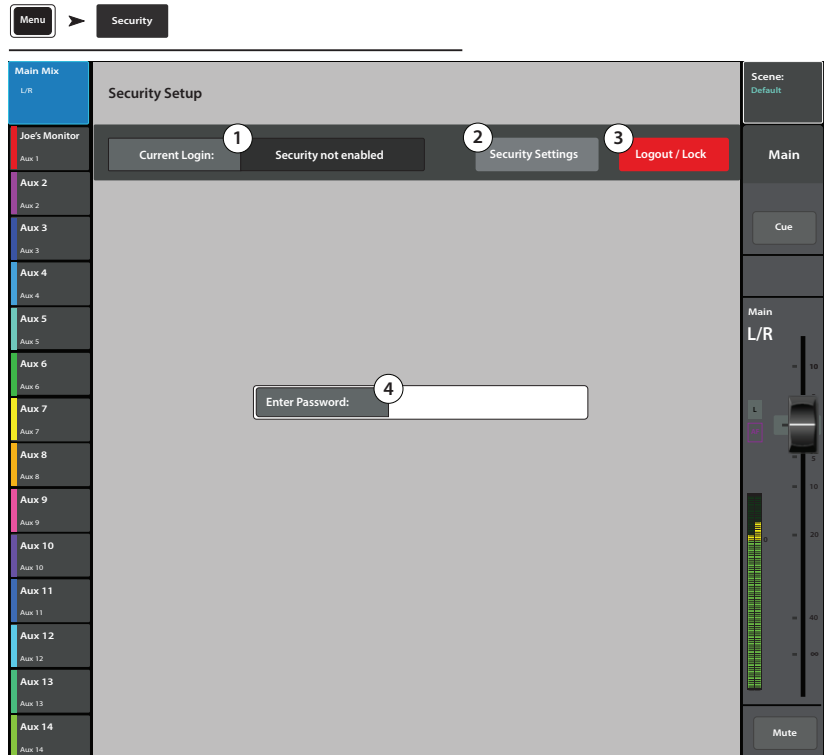 Menu
Security
Main Mix
L/R
Security Setup
Scene:
Default
Joe's Monitor
Aux 1
1
Current Login:
Security not enabled
2
Security Settings
3
Logout / Lock
Main
Aux 2
Aux 2
Aux 3
Aux 3
Cue
Aux 4
Aux 4
Aux 5
Aux 5
Main
L/R
Aux 6
Aux 6
10
Enter Password:
4
Aux 7
Aux 7
L
Aux 8
Aux 8
5
Aux 9
Aux 9
10
Aux 10
Aux 10
0
20
Aux 11
Aux 11
40
Aux 12
Aux 12
∞
Aux 13
Aux 13
Aux 14
Aux 14
Mute